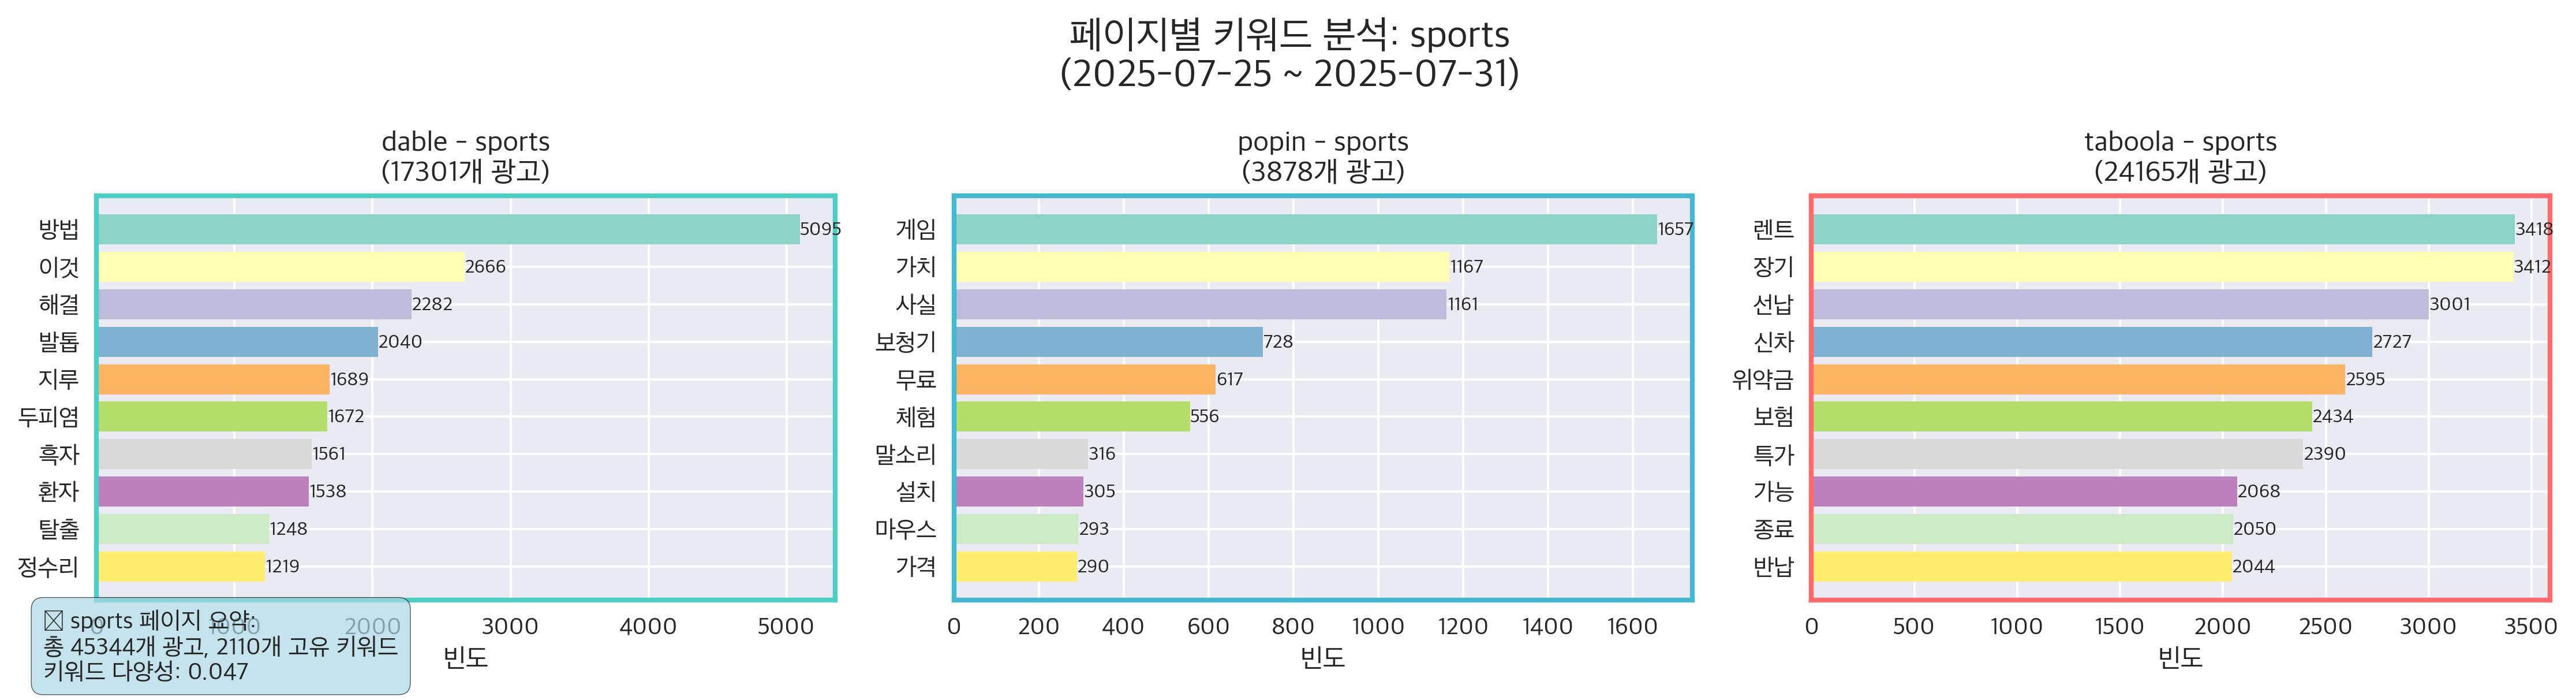 페이지별 키워드 분석: sports
(2025-07-25 ~ 2025-07-31)
dable - sports
(17301개 광고)
방법 5095
이것 2666
해결 2282
발톱 2040
지루 1689
두피염 1672
흑자 1561
환자 1538
탈출 1248
정수리 1219
0 1000 2000 3000 4000 5000
빈도
popin - sports
(3878개 광고)
게임 1657
가치 1167
사실 1161
보청기 728
무료 617
체험 556
말소리 316
설치 305
마우스 293
가격 290
0 200 400 600 800 1000 1200 1400 1600
빈도
taboola - sports
(24165개 광고)
렌트 3418
장기 3412
선납 3001
신차 2727
위약금 2595
보험 2434
특가 2390
가능 2068
종료 2050
반납 2044
0 500 1000 1500 2000 2500 3000 3500
빈도
sports 페이지 요약:
총 45344개 광고, 2110개 고유 키워드
키워드 다양성: 0.047